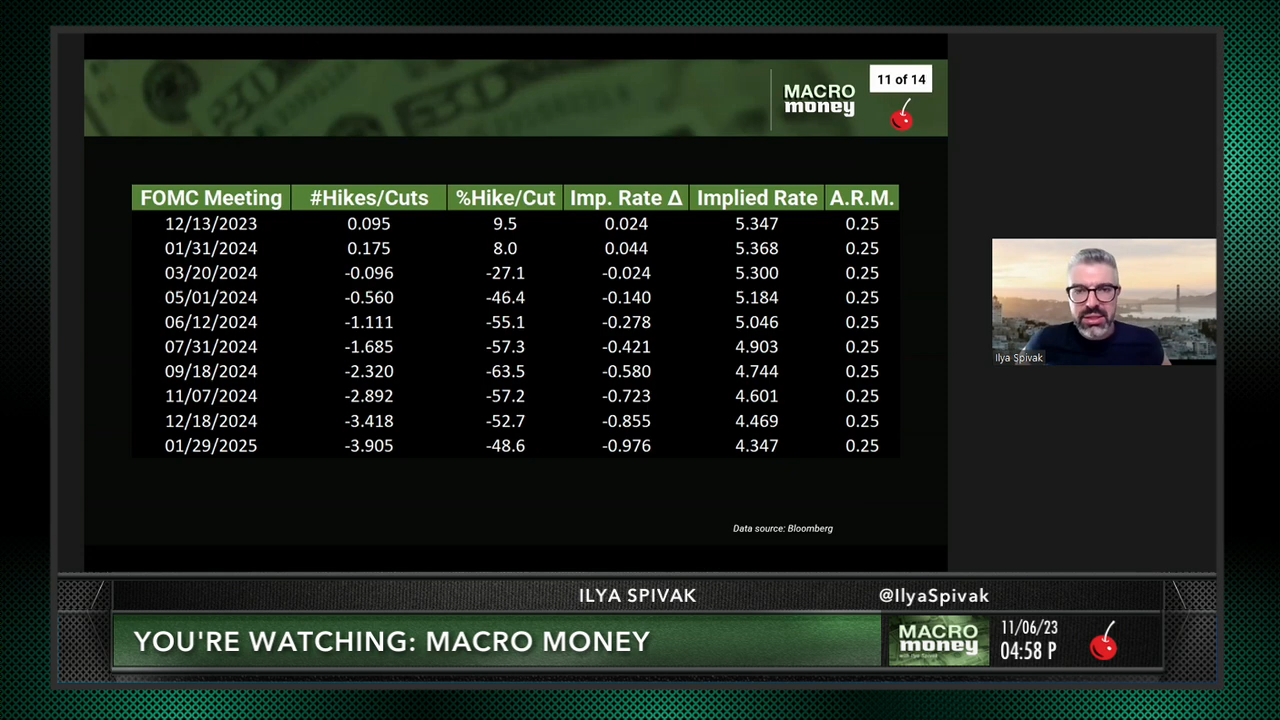 11 of 14
MACRO
money
FOMC Meeting #Hikes/Cuts %Hike/Cut Imp. Rate Δ Implied Rate A.R.M.
12/13/2023 0.095 9.5 0.024 5.347 0.25
01/31/2024 0.175 8.0 0.044 5.368 0.25
03/20/2024 -0.096 -27.1 -0.024 5.300 0.25
05/01/2024 -0.560 -46.4 -0.140 5.184 0.25
06/12/2024 -1.111 -55.1 -0.278 5.046 0.25
07/31/2024 -1.685 -57.3 -0.421 4.903 0.25
09/18/2024 -2.320 -63.5 -0.580 4.744 0.25
11/07/2024 -2.892 -57.2 -0.723 4.601 0.25
12/18/2024 -3.418 -52.7 -0.855 4.469 0.25
01/29/2025 -3.905 -48.6 -0.976 4.347 0.25
Data source: Bloomberg
Ilya Spivak
ILYA SPIVAK @IlyaSpivak
YOU'RE WATCHING: MACRO MONEY
MACRO
money
with Ilya Spivak
11/06/23
04:58 P